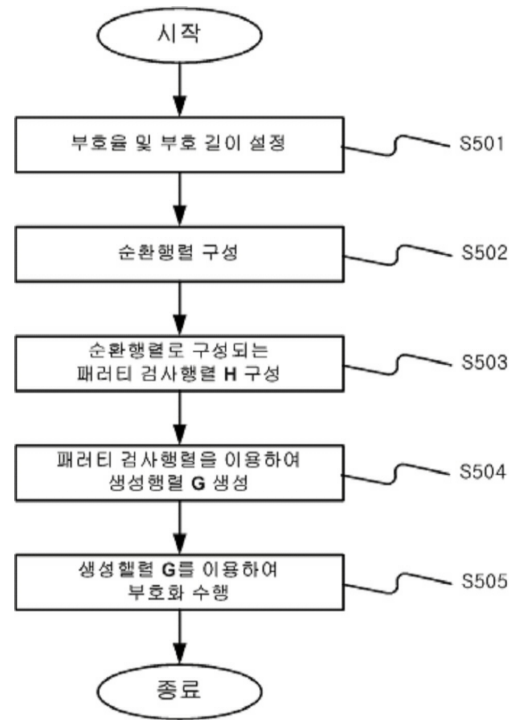 시작
부호율 및 부호 길이 설정
S501
순환행렬 구성
S502
순환행렬로 구성되는
패러티 검사행렬 H 구성
S503
패러티 검사행렬을 이용하여
생성행렬 G 생성
S504
생성핼렬 G를 이용하여
부호화 수행
S505
종료